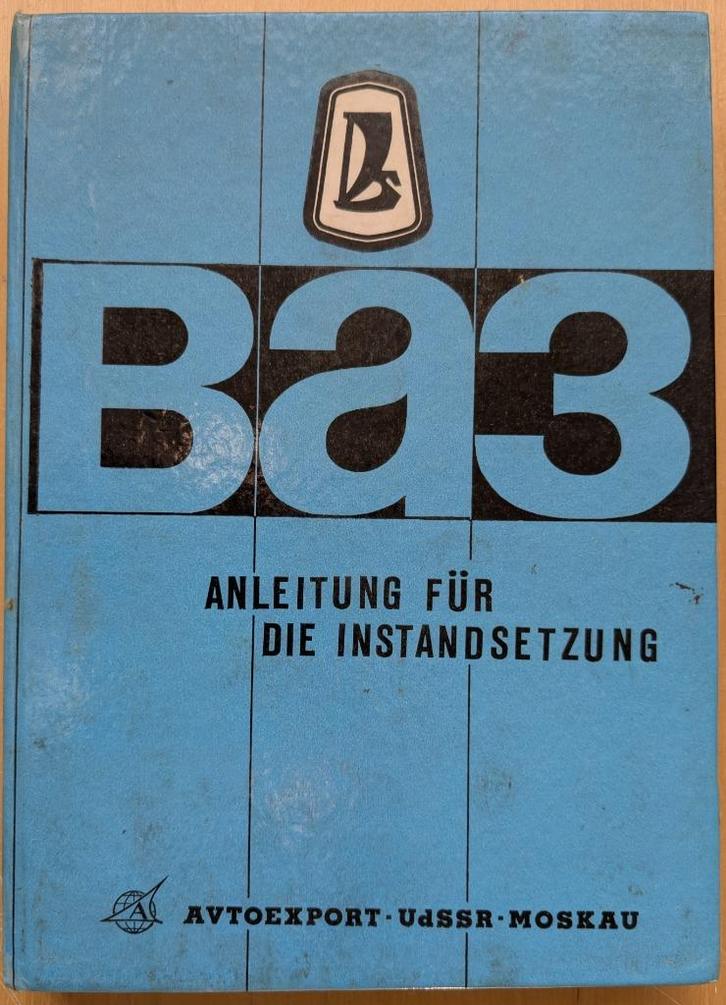 Ваз
ANLEITUNG FÜR
DIE INSTANDSETZUNG
A AVTOEXPORT · UdSSR · MOSKAU